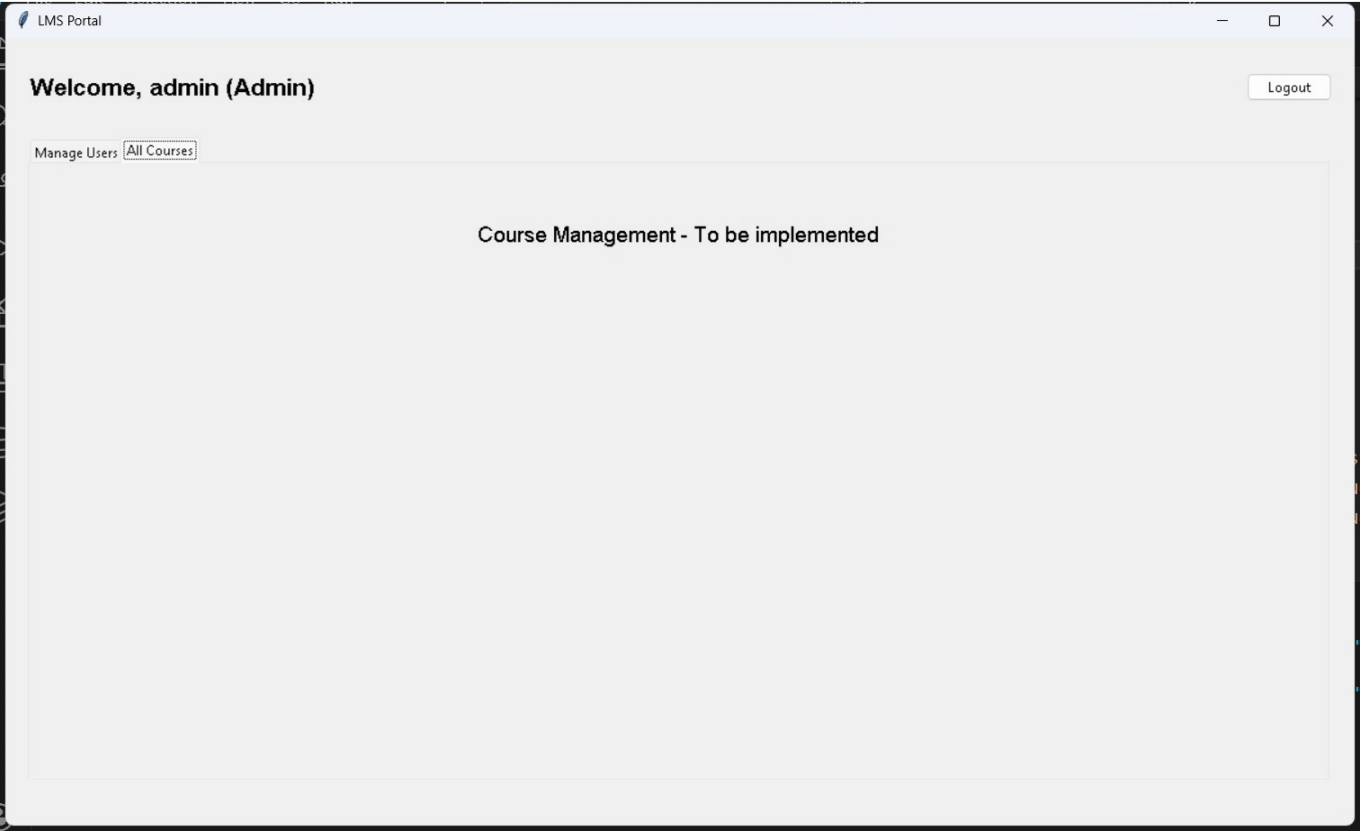 LMS Portal
Welcome, admin (Admin)
Logout
Manage Users All Courses
Course Management - To be implemented